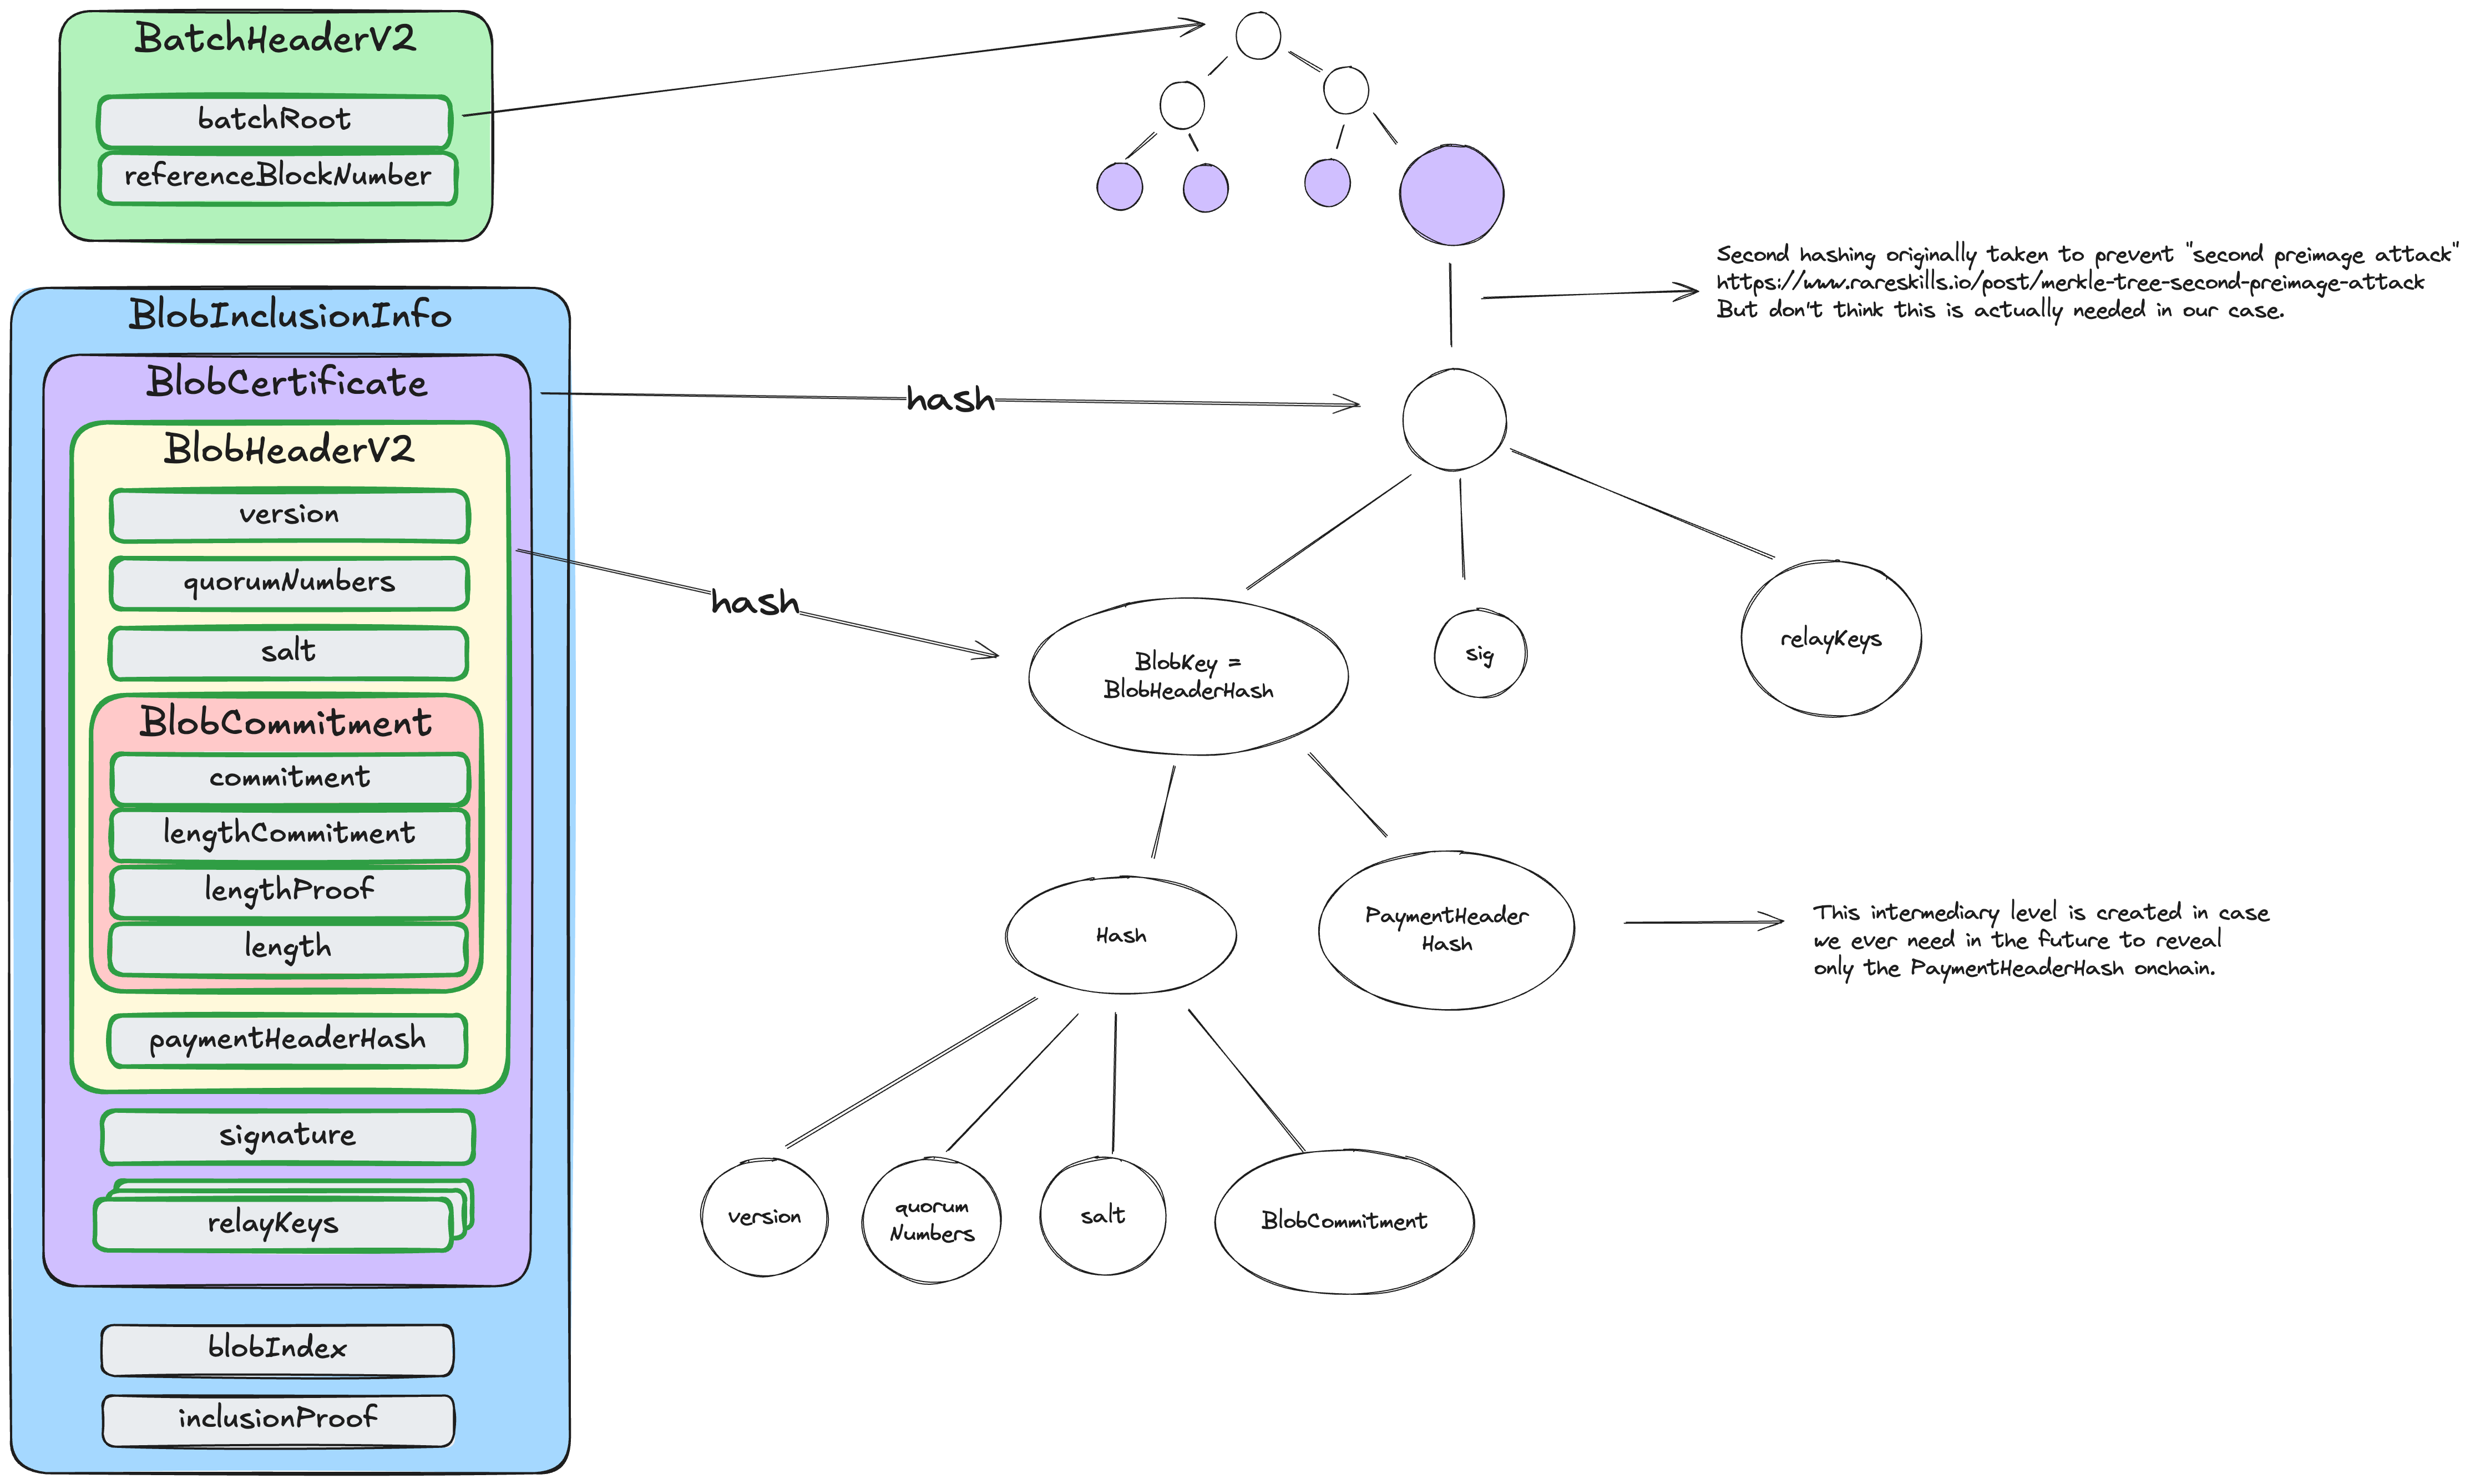 BatchHeaderV2
batchRoot
referenceBlockNumber
BlobInclusionInfo
BlobCertificate
BlobHeaderV2
version
quorumNumbers
salt
BlobCommitment
commitment
lengthCommitment
lengthProof
length
paymentHeaderHash
signature
relayKeys
blobIndex
inclusionProof
hash
hash
Second hashing originally taken to prevent "second preimage attack"
https://www.rareskills.io/post/merkle-tree-second-preimage-attack
But don't think this is actually needed in our case.
BlobKey =
BlobHeaderHash
sig
relayKeys
Hash
PaymentHeader
Hash
This intermediary level is created in case
we ever need in the future to reveal
only the PaymentHeaderHash onchain.
version
quorum
Numbers
salt
BlobCommitment